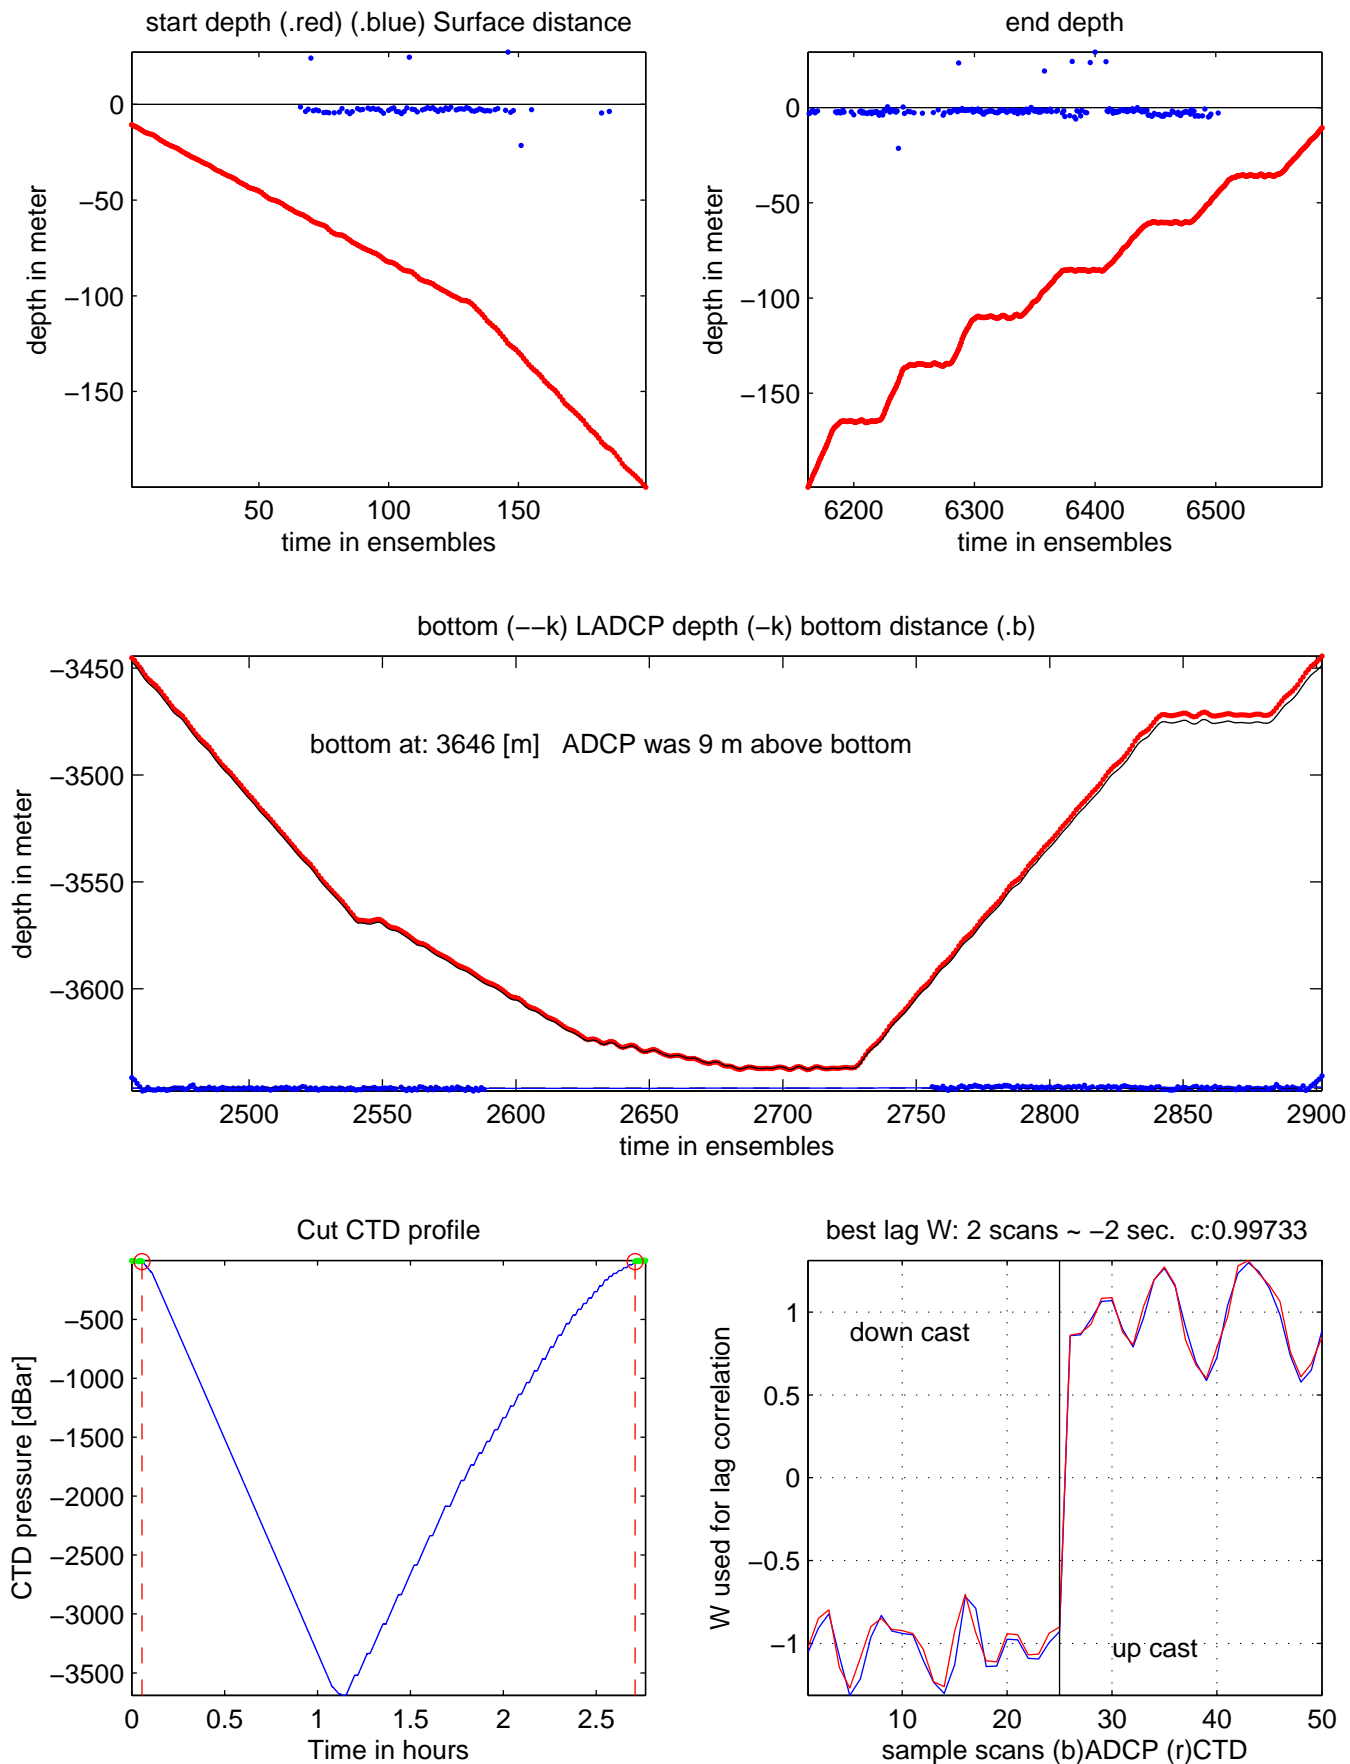 start depth (.red) (.blue) Surface distance
0
−50
−100
−150
depth in meter
50
100
150
time in ensembles
end depth
0
−50
−100
−150
depth in meter
6200
6300
6400
6500
time in ensembles
bottom (−−k) LADCP depth (−k) bottom distance (.b)
−3450
−3500
−3550
−3600
depth in meter
bottom at: 3646 [m]   ADCP was 9 m above bottom
2500
2550
2600
2650
2700
2750
2800
2850
2900
time in ensembles
Cut CTD profile
−500
−1000
−1500
−2000
−2500
−3000
−3500
CTD pressure [dBar]
0
0.5
1
1.5
2
2.5
Time in hours
best lag W: 2 scans ~ −2 sec.  c:0.99733
1
0.5
0
−0.5
−1
W used for lag correlation
down cast
up cast
10
20
30
40
50
sample scans (b)ADCP (r)CTD